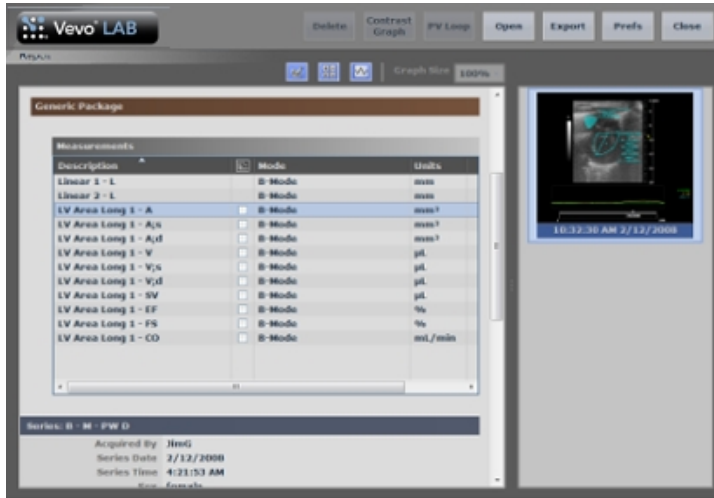 Vevo LAB
Delete Contrast Graph PV Loop Open Export Prefs Close
Report
Graph Size 100%
Generic Package
Measurements
Description Mode Units
Linear 1 - L B-Mode mm
Linear 2 - L B-Mode mm
LV Area Long 1 - A B-Mode mm²
LV Area Long 1 - A;s B-Mode mm²
LV Area Long 1 - A;d B-Mode mm²
LV Area Long 1 - V B-Mode µL
LV Area Long 1 - V;s B-Mode µL
LV Area Long 1 - V;d B-Mode µL
LV Area Long 1 - SV B-Mode µL
LV Area Long 1 - EF B-Mode %
LV Area Long 1 - FS B-Mode %
LV Area Long 1 - CO B-Mode mL/min
10:32:30 AM 2/12/2008
Series: B - M - PW D
Acquired By JimG
Series Date 2/12/2008
Series Time 4:21:53 AM
Sex female